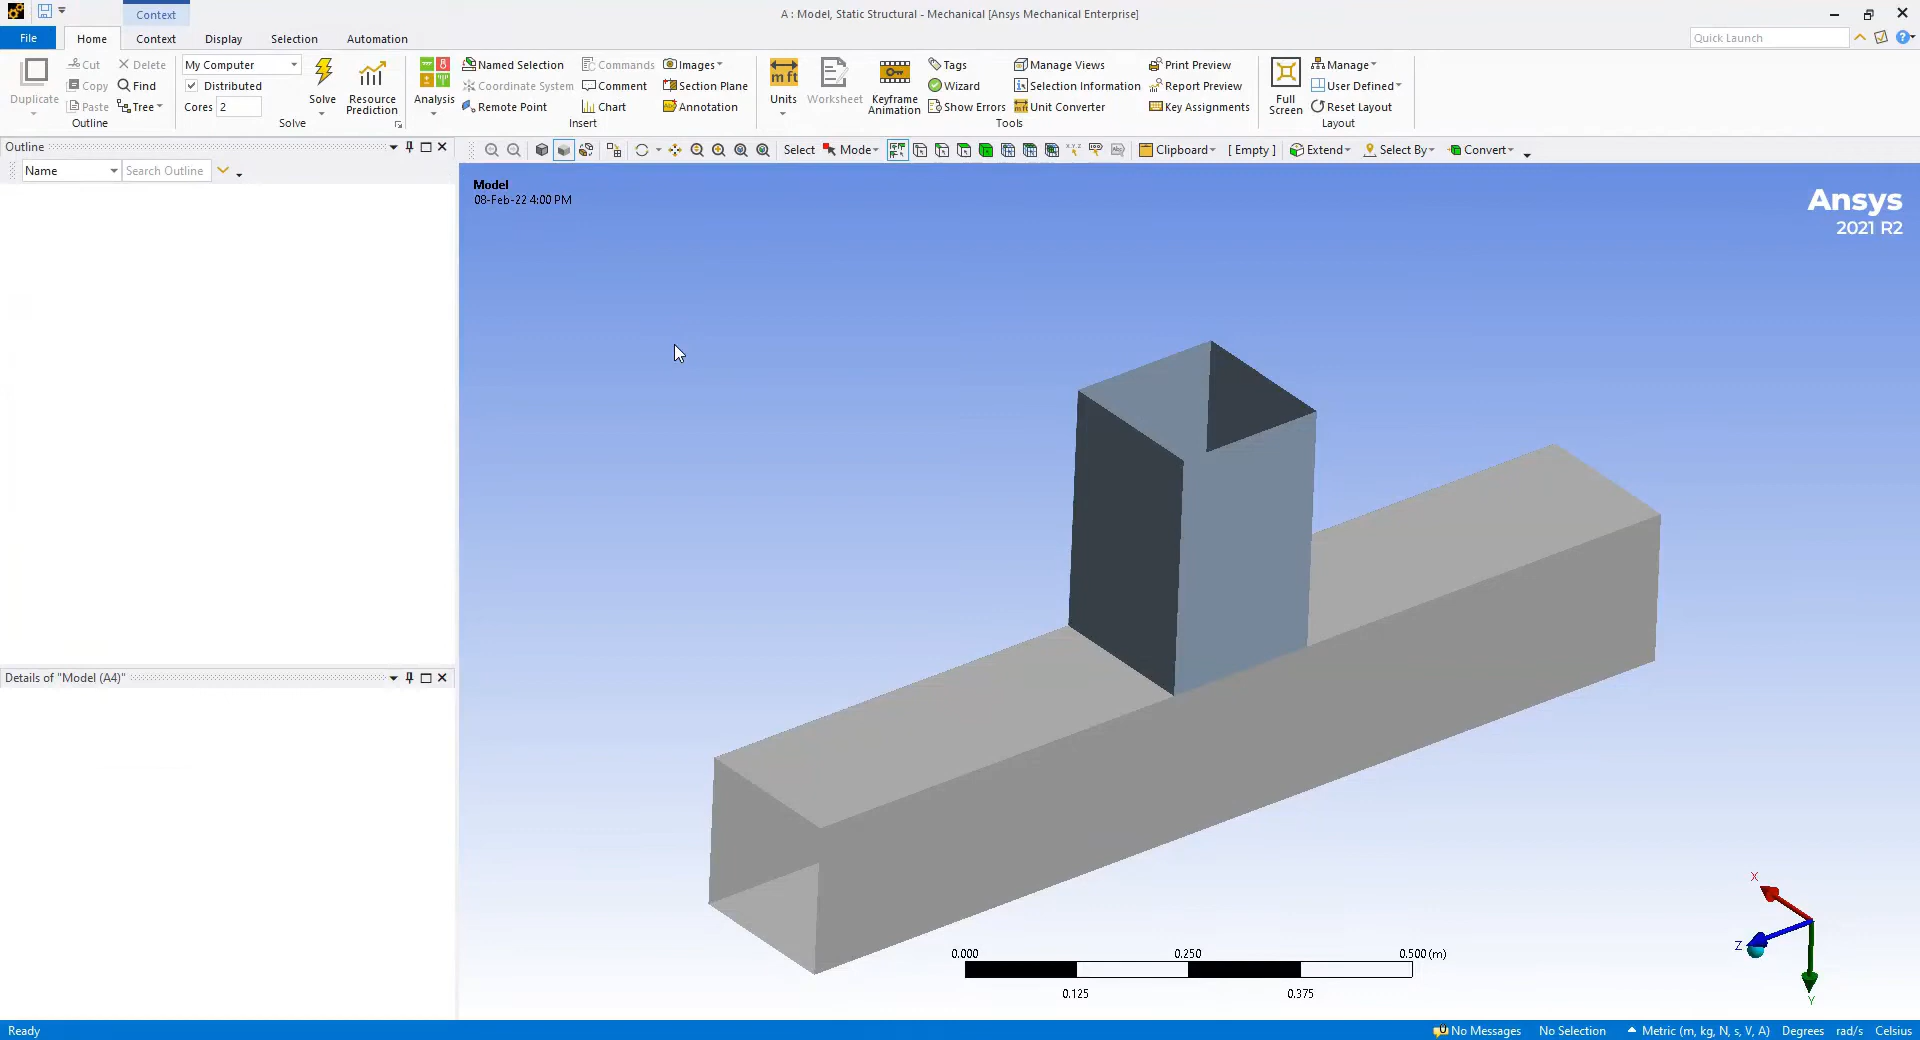 Context
A : Model, Static Structural - Mechanical [Ansys Mechanical Enterprise]
File
Home
Context
Display
Selection
Automation
Quick Launch
Duplicate
Cut
Copy
Paste
Delete
Find
Tree
Outline
My Computer
Distributed
Cores 2
Solve
Resource
Prediction
Solve
Analysis
Named Selection
Coordinate System
Remote Point
Commands
Comment
Chart
Images
Section Plane
Annotation
Insert
Units
Worksheet
Keyframe
Animation
Tags
Wizard
Show Errors
Manage Views
Selection Information
Unit Converter
Print Preview
Report Preview
Key Assignments
Tools
Full
Screen
Manage
User Defined
Reset Layout
Layout
Outline
Name
Search Outline
Select
Mode
Clipboard
[ Empty ]
Extend
Select By
Convert
Model
08-Feb-22 4:00 PM
Ansys
2021 R2
Details of "Model (A4)"
X
Z
Y
0.000
0.250
0.500 (m)
0.125
0.375
Ready
No Messages
No Selection
Metric (m, kg, N, s, V, A)
Degrees
rad/s
Celsius